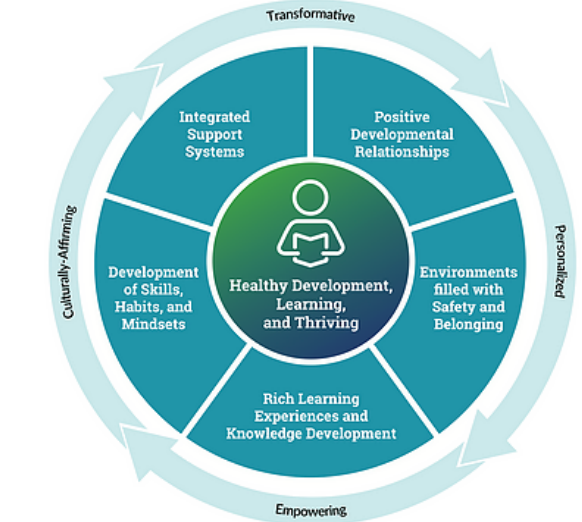 Transformative
Integrated
Support
Systems
Positive
Developmental
Relationships
Culturally-Affirming
Personalized
Development
of Skills,
Habits, and
Mindsets
Healthy Development,
Learning,
and Thriving
Environments
filled with
Safety and
Belonging
Rich Learning
Experiences and
Knowledge Development
Empowering